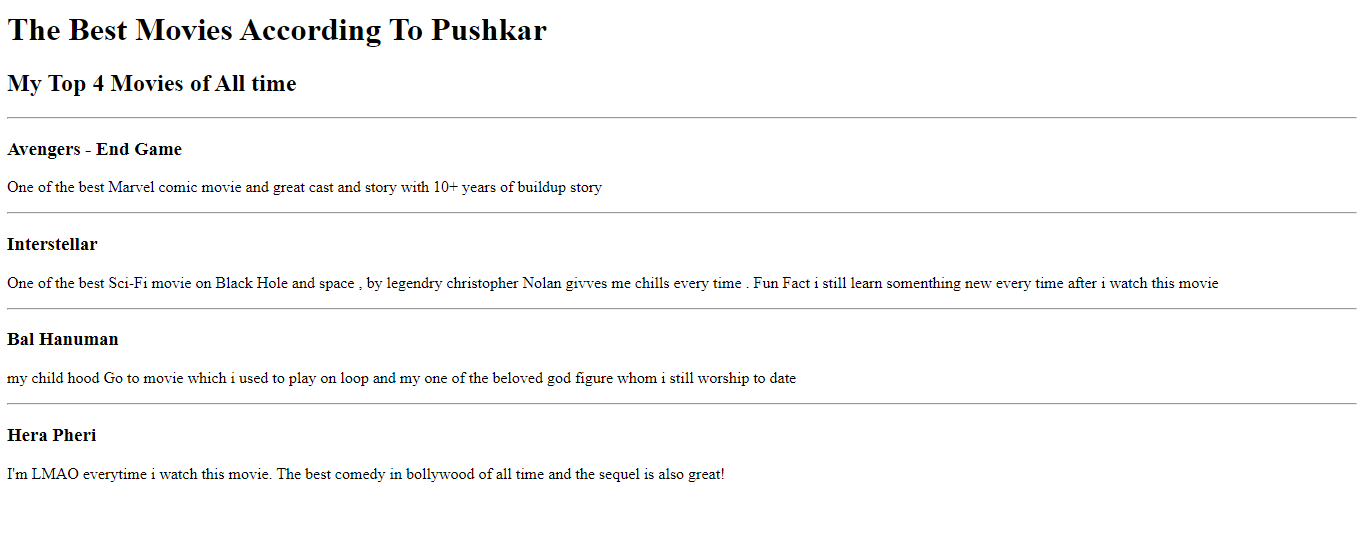 The Best Movies According To Pushkar
My Top 4 Movies of All time
Avengers - End Game
One of the best Marvel comic movie and great cast and story with 10+ years of buildup story
Interstellar
One of the best Sci-Fi movie on Black Hole and space , by legendry christopher Nolan givves me chills every time . Fun Fact i still learn somenthing new every time after i watch this movie
Bal Hanuman
my child hood Go to movie which i used to play on loop and my one of the beloved god figure whom i still worship to date
Hera Pheri
I'm LMAO everytime i watch this movie. The best comedy in bollywood of all time and the sequel is also great!